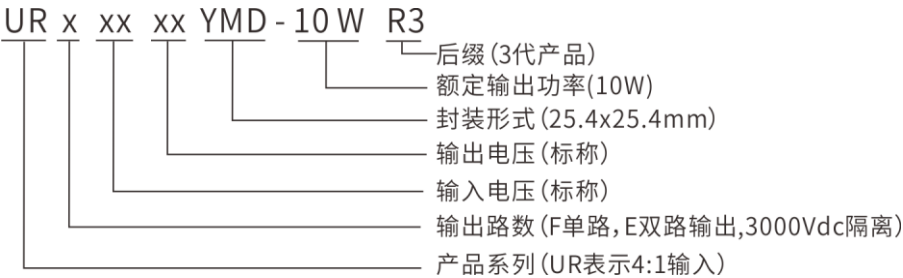 UR x xx xx YMD-10W R3
后缀(3代产品)
额定输出功率(10W)
封装形式(25.4x25.4mm)
输出电压(标称)
输入电压(标称)
输出路数(F单路,E双路输出,3000Vdc隔离)
产品系列(UR表示4:1输入)